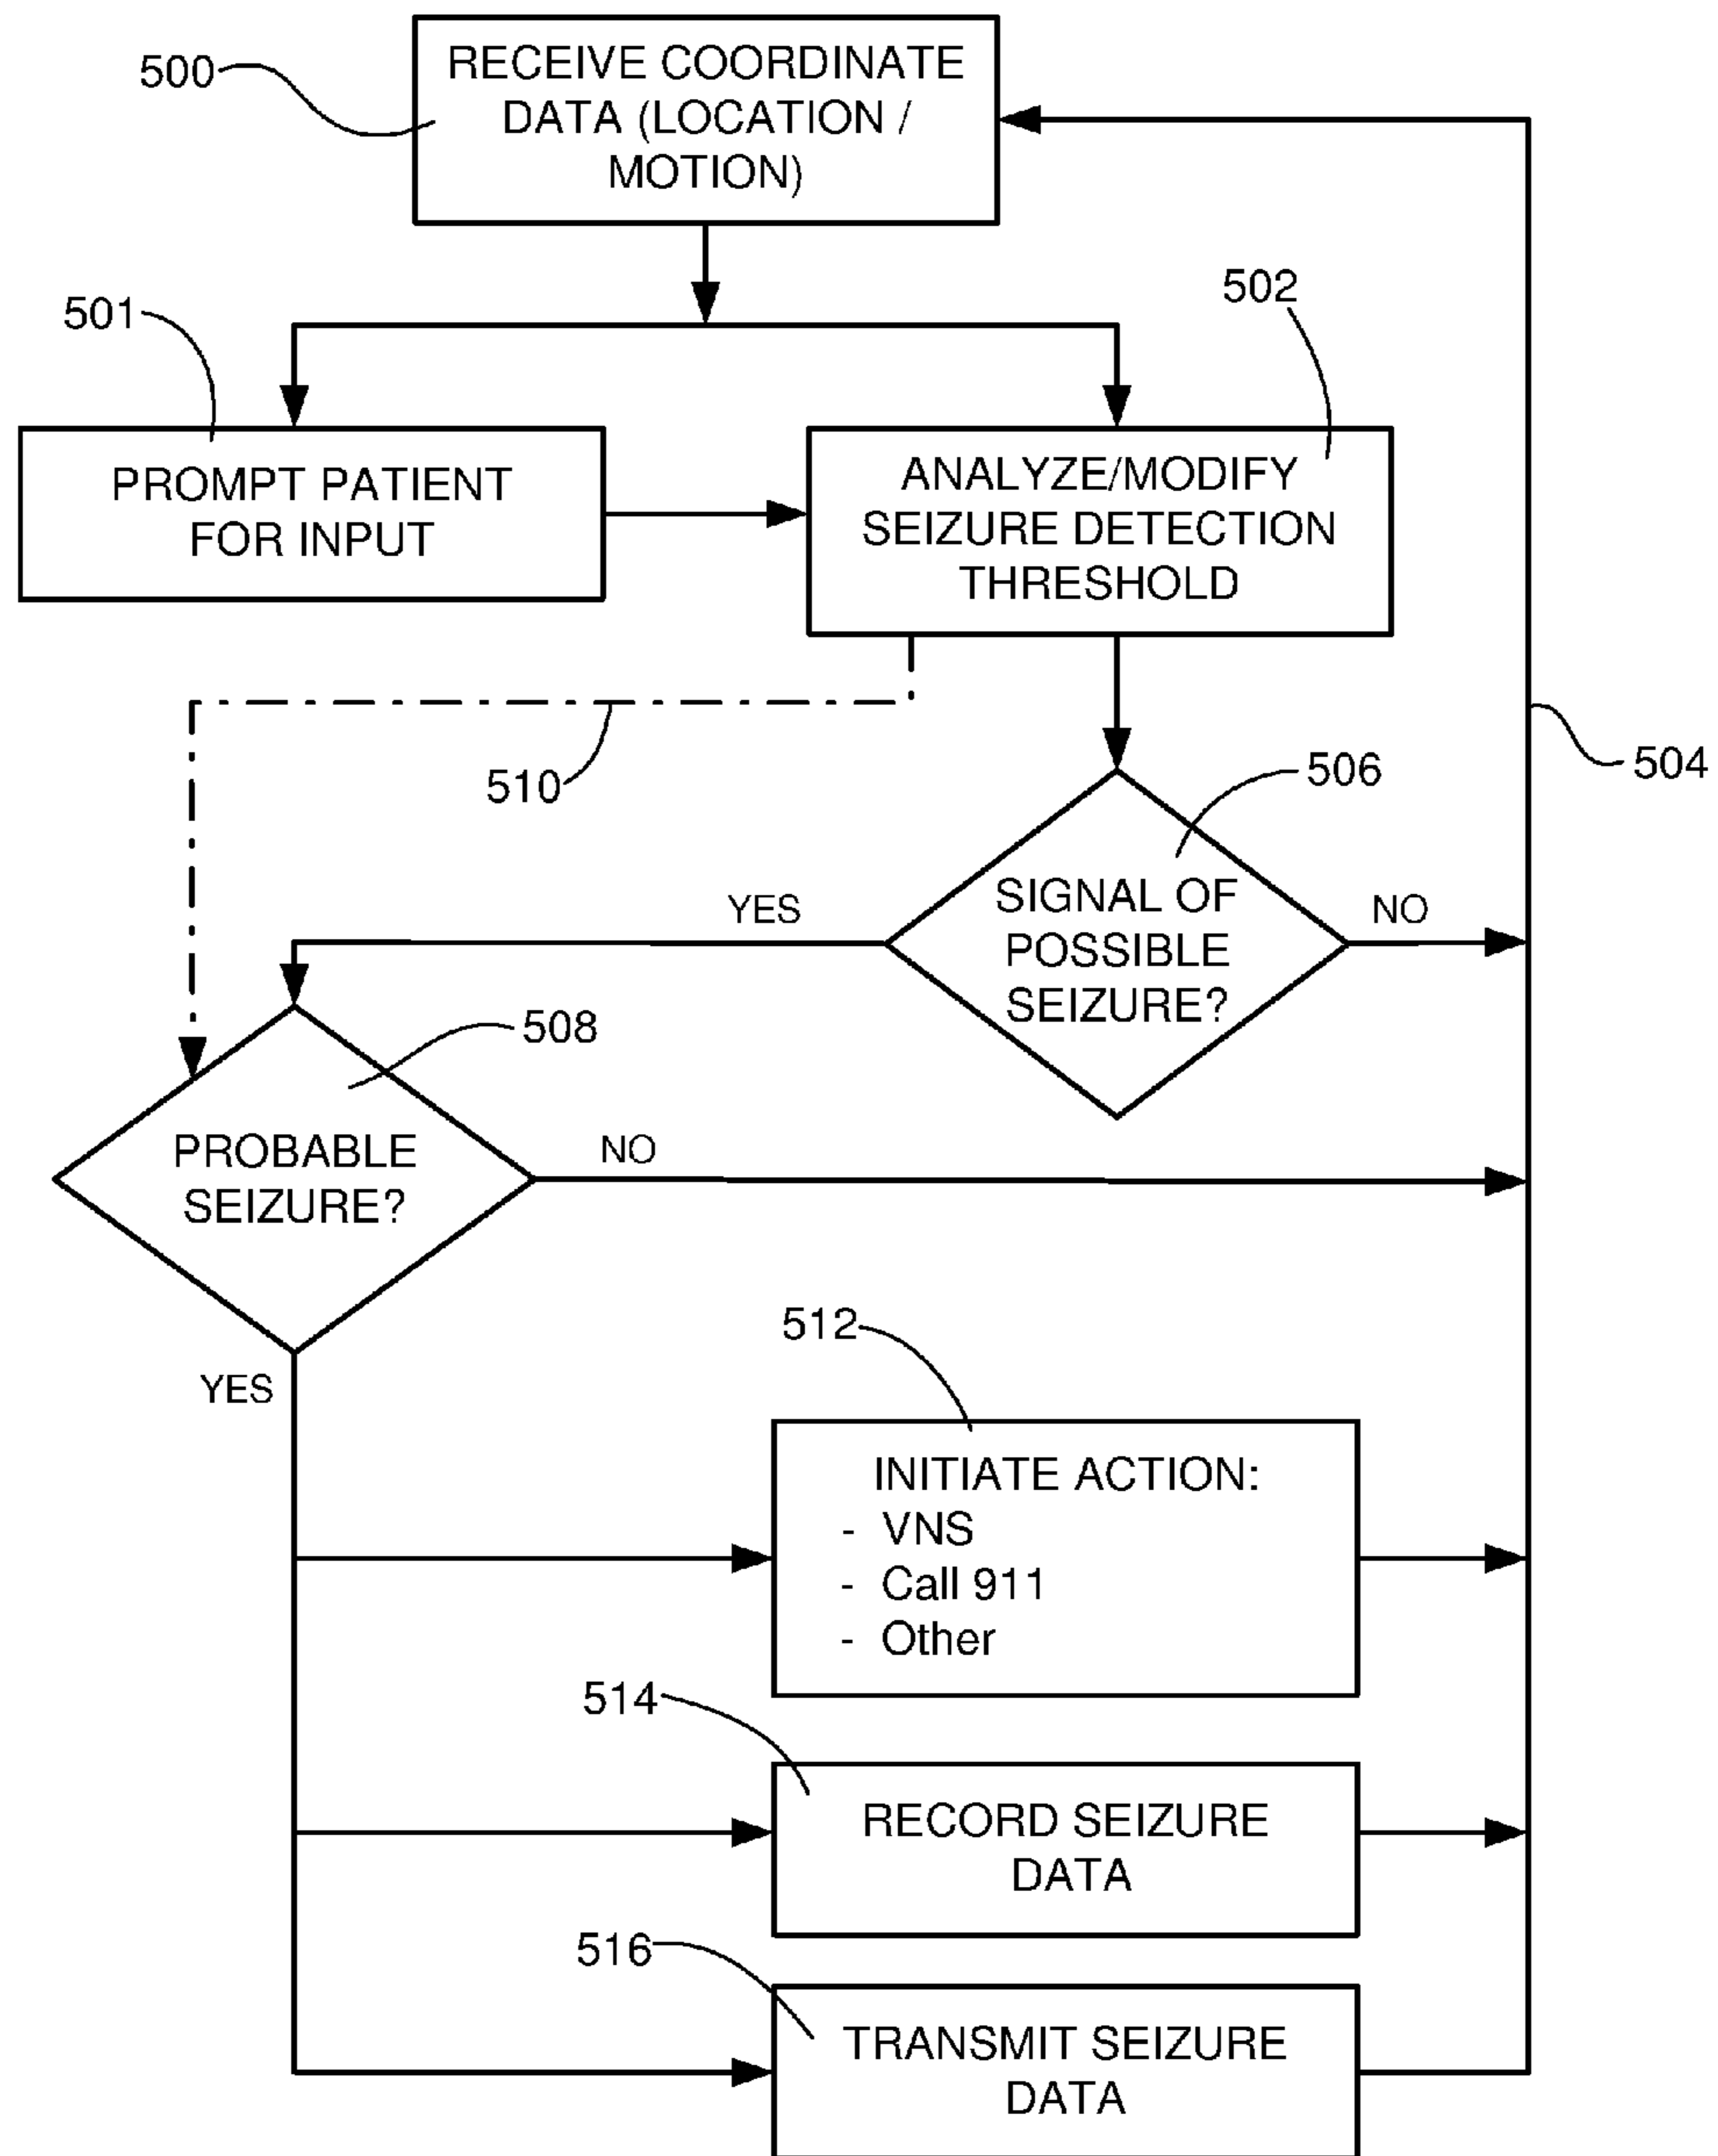 500
RECEIVE COORDINATE
DATA (LOCATION /
MOTION)
501
502
PROMPT PATIENT
FOR INPUT
ANALYZE/MODIFY
SEIZURE DETECTION
THRESHOLD
504
510
506
YES
SIGNAL OF
POSSIBLE
SEIZURE?
NO
508
PROBABLE
SEIZURE?
NO
YES
512
INITIATE ACTION:
- VNS
- Call 911
- Other
514
RECORD SEIZURE
DATA
516
TRANSMIT SEIZURE
DATA